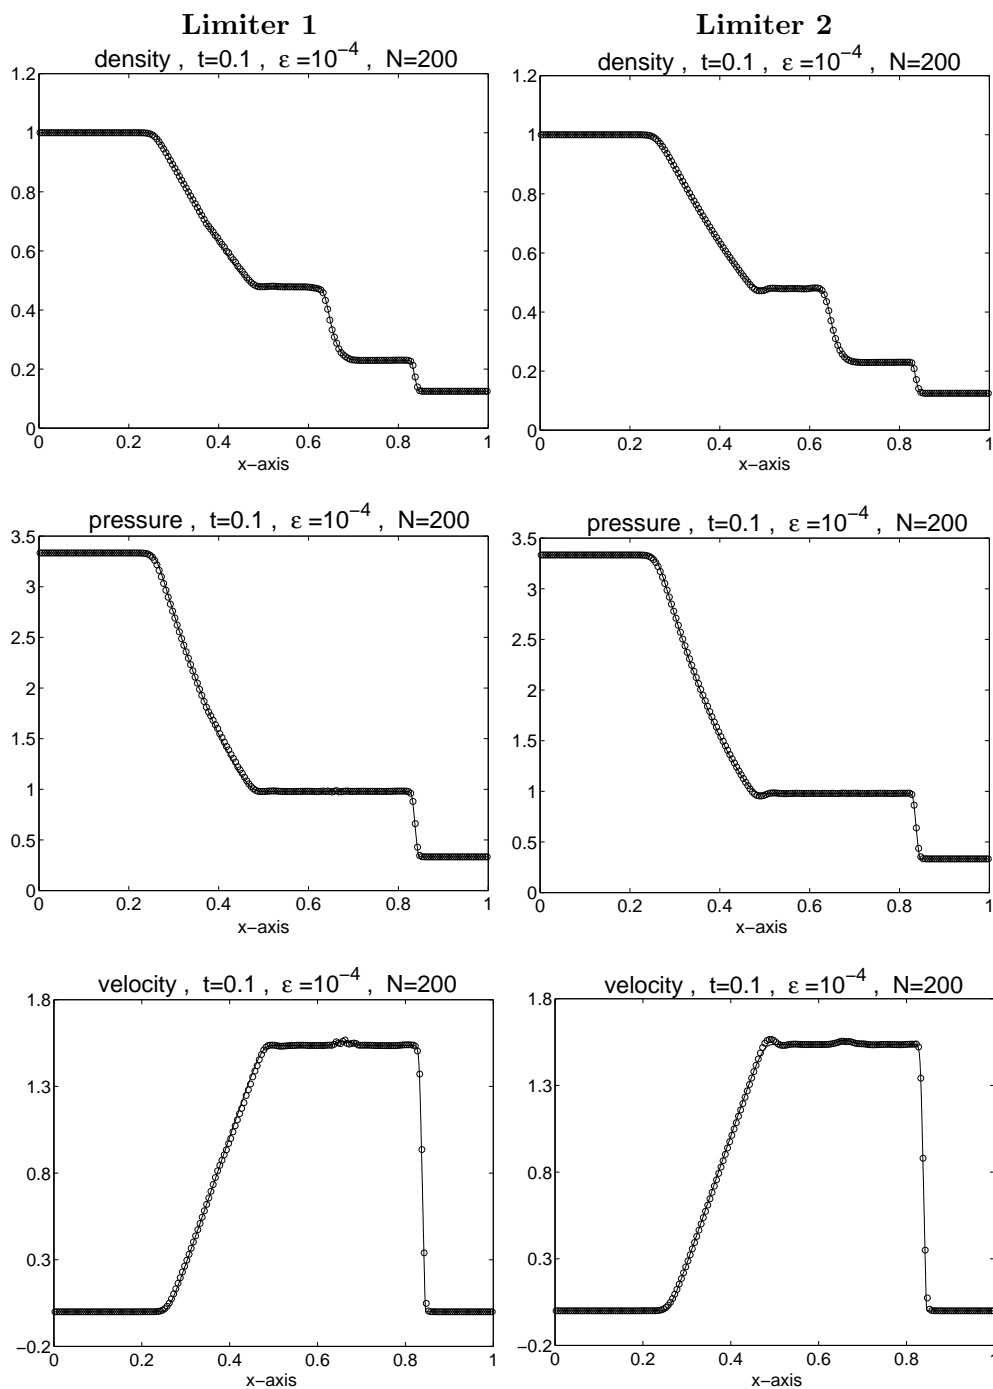 Limiter 1
Limiter 2
density , t=0.1 , ε =10⁻⁴ , N=200
density , t=0.1 , ε =10⁻⁴ , N=200
1.2
1
0.8
0.6
0.4
0.2
0
0 0.2 0.4 0.6 0.8 1
x−axis
1.2
1
0.8
0.6
0.4
0.2
0
0 0.2 0.4 0.6 0.8 1
x−axis
pressure , t=0.1 , ε =10⁻⁴ , N=200
pressure , t=0.1 , ε =10⁻⁴ , N=200
3.5
3
2.5
2
1.5
1
0.5
0
0 0.2 0.4 0.6 0.8 1
x−axis
3.5
3
2.5
2
1.5
1
0.5
0
0 0.2 0.4 0.6 0.8 1
x−axis
velocity , t=0.1 , ε =10⁻⁴ , N=200
velocity , t=0.1 , ε =10⁻⁴ , N=200
1.8
1.3
0.8
0.3
−0.2
0 0.2 0.4 0.6 0.8 1
x−axis
1.8
1.3
0.8
0.3
−0.2
0 0.2 0.4 0.6 0.8 1
x−axis